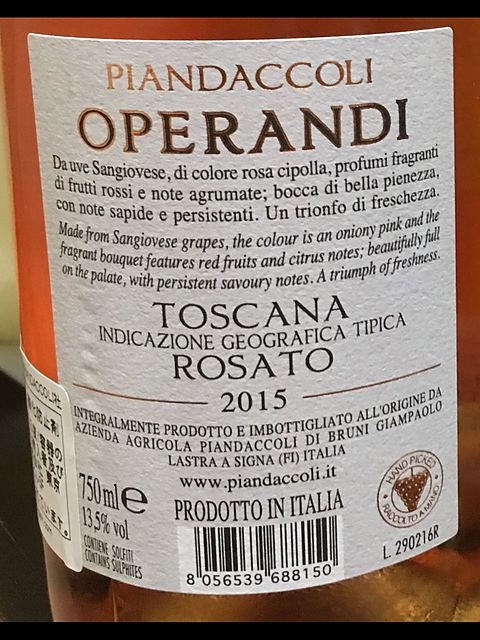 PIANDACCOLI
OPERANDI
Da uve Sangiovese, di colore rosa cipolla, profumi fragranti
di frutti rossi e note agrumate; bocca di bella pienezza,
con note sapide e persistenti. Un trionfo di freschezza.
Made from Sangiovese grapes, the colour is an oniony pink and the
fragrant bouquet features red fruits and citrus notes; beautifully full
on the palate, with persistent savoury notes. A triumph of freshness.
TOSCANA
INDICAZIONE GEOGRAFICA TIPICA
ROSATO
2015
INTEGRALMENTE PRODOTTO E IMBOTTIGLIATO ALL'ORIGINE DA
AZIENDA AGRICOLA PIANDACCOLI DI BRUNI GIAMPAOLO
LASTRA A SIGNA (FI) ITALIA
www.piandaccoli.it
750ml e
13,5% vol
CONTIENE SOLFITI
CONTAINS SULPHITES
PRODOTTO IN ITALIA
8 056539 688150
HAND PICKED
RACCOLTO A MANO
L. 290216R